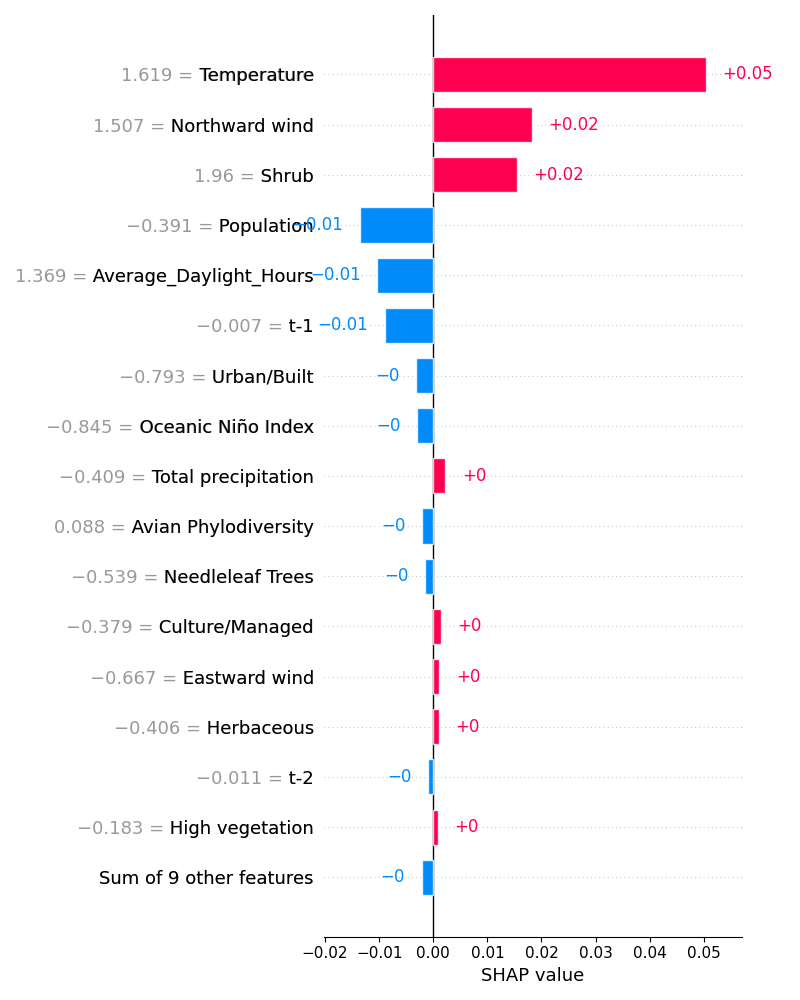 1.619 = Temperature +0.05
1.507 = Northward wind +0.02
1.96 = Shrub +0.02
−0.391 = Population −0.01
1.369 = Average_Daylight_Hours −0.01
−0.007 = t-1 −0.01
−0.793 = Urban/Built −0
−0.845 = Oceanic Niño Index −0
−0.409 = Total precipitation +0
0.088 = Avian Phylodiversity −0
−0.539 = Needleleaf Trees −0
−0.379 = Culture/Managed +0
−0.667 = Eastward wind +0
−0.406 = Herbaceous +0
−0.011 = t-2 −0
−0.183 = High vegetation +0
Sum of 9 other features −0
−0.02 −0.01 0.00 0.01 0.02 0.03 0.04 0.05
SHAP value